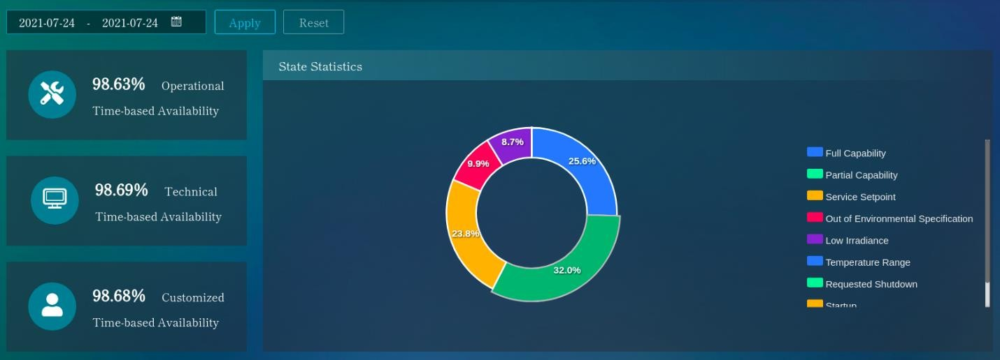 2021-07-24 - 2021-07-24 Apply Reset
98.63% Operational
Time-based Availability
98.69% Technical
Time-based Availability
98.68% Customized
Time-based Availability
State Statistics
8.7%
25.6%
9.9%
23.8%
32.0%
Full Capability
Partial Capability
Service Setpoint
Out of Environmental Specification
Low Irradiance
Temperature Range
Requested Shutdown
Startup